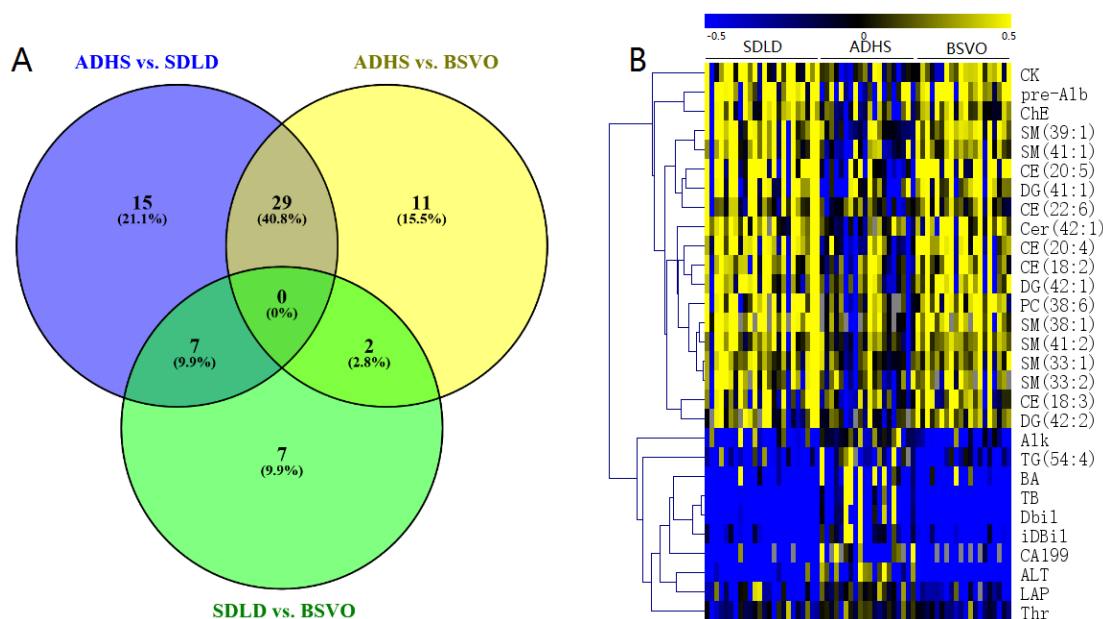 A
ADHS vs. SDLD
ADHS vs. BSVO
15
(21.1%)
29
(40.8%)
11
(15.5%)
0
(0%)
7
(9.9%)
2
(2.8%)
7
(9.9%)
SDLD vs. BSVO
B
-0.5
0
0.5
SDLD
ADHS
BSVO
CK
pre-Alb
ChE
SM(39:1)
SM(41:1)
CE(20:5)
DG(41:1)
CE(22:6)
Cer(42:1)
CE(20:4)
CE(18:2)
DG(42:1)
PC(38:6)
SM(38:1)
SM(41:2)
SM(33:1)
SM(33:2)
CE(18:3)
DG(42:2)
Alk
TG(54:4)
BA
TB
Dbil
iDBil
CA199
ALT
LAP
Thr